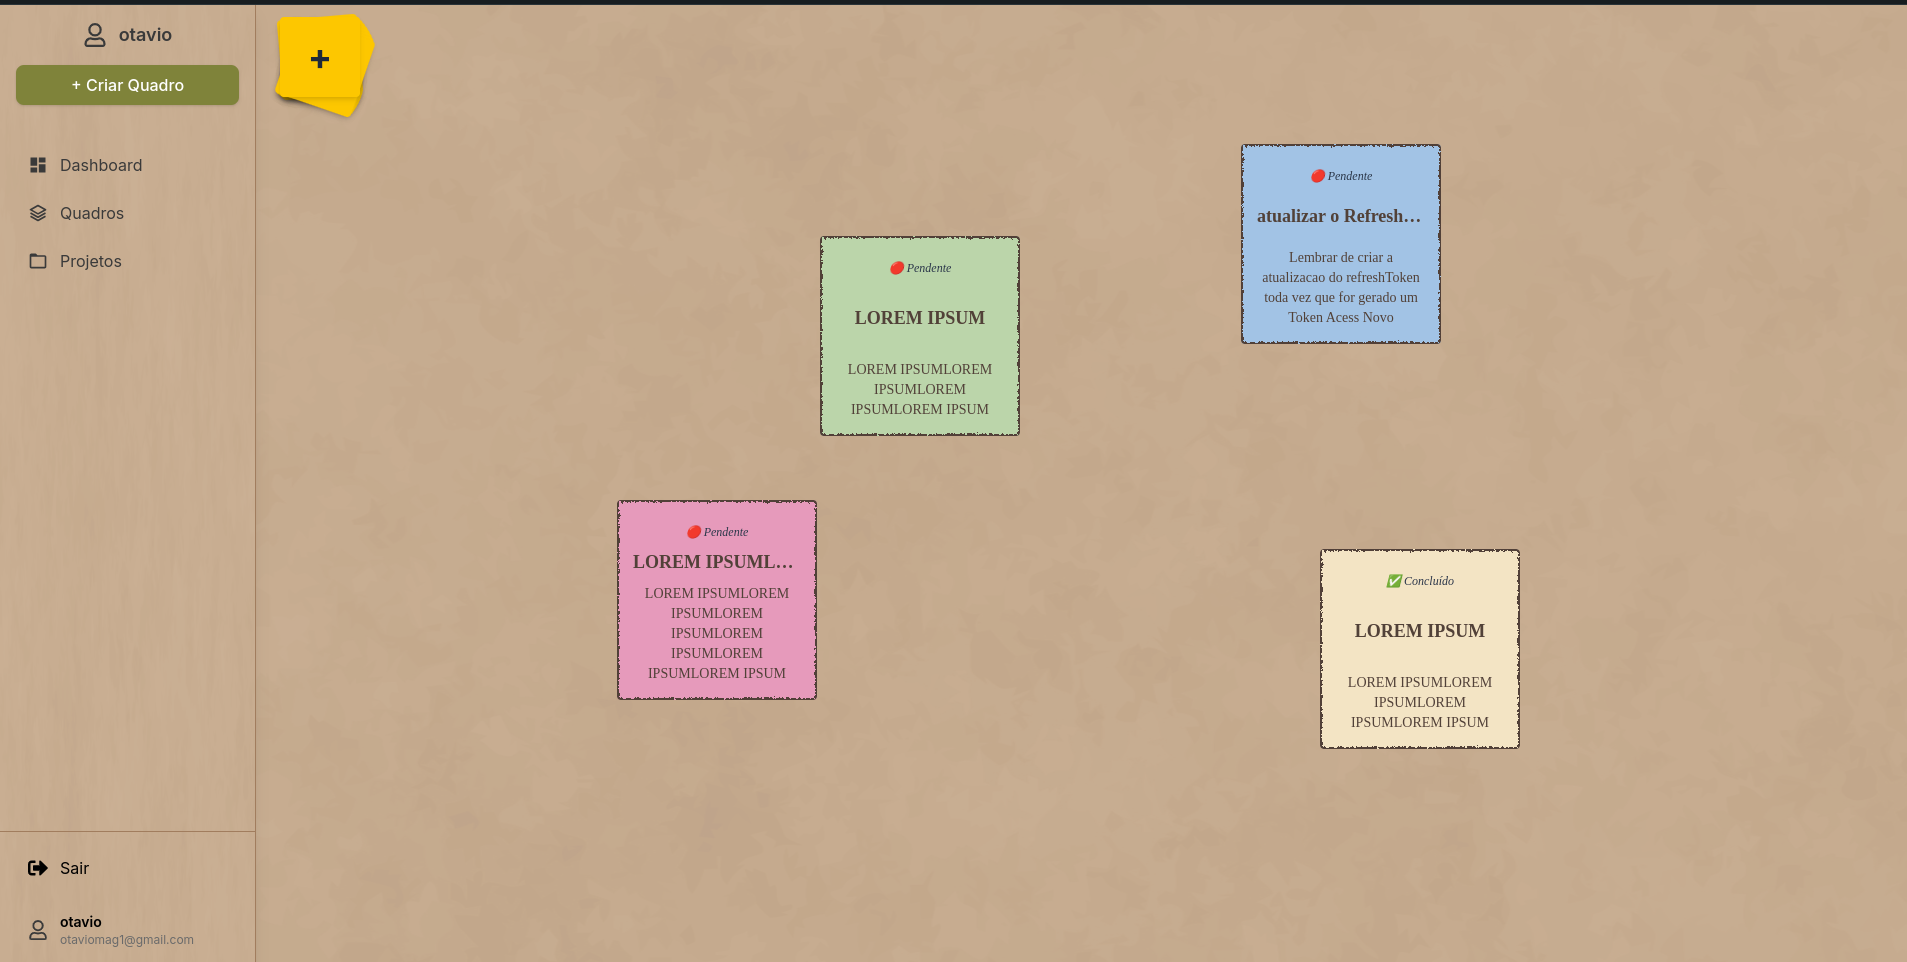 otavio
+ Criar Quadro
Dashboard
Quadros
Projetos
Sair
otavio
otaviomag1@gmail.com
+
Pendente
atualizar o Refresh...
Lembrar de criar a
atualizacao do refreshToken
toda vez que for gerado um
Token Acess Novo
Pendente
LOREM IPSUM
LOREM IPSUMLOREM
IPSUMLOREM
IPSUMLOREM IPSUM
Pendente
LOREM IPSUML...
LOREM IPSUMLOREM
IPSUMLOREM
IPSUMLOREM
IPSUMLOREM
IPSUMLOREM IPSUM
Concluído
LOREM IPSUM
LOREM IPSUMLOREM
IPSUMLOREM
IPSUMLOREM IPSUM